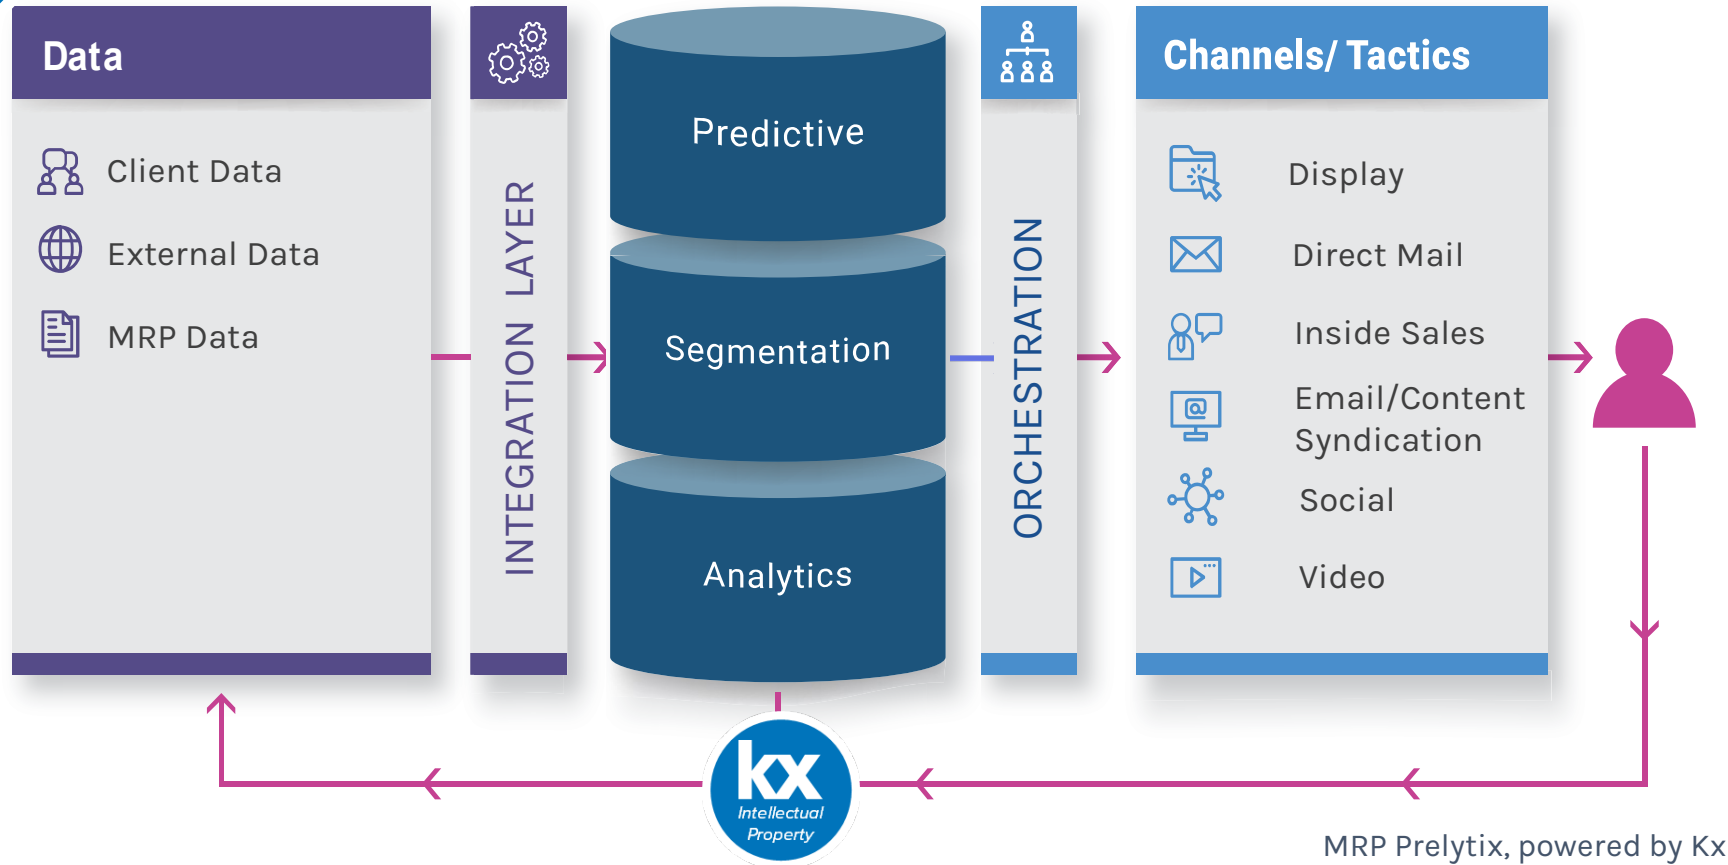 Data
Client Data
External Data
MRP Data
INTEGRATION LAYER
Predictive
Segmentation
Analytics
ORCHESTRATION
Channels/ Tactics
Display
Direct Mail
Inside Sales
Email/Content
Syndication
Social
Video
kx
Intellectual
Property
MRP Prelytix, powered by Kx